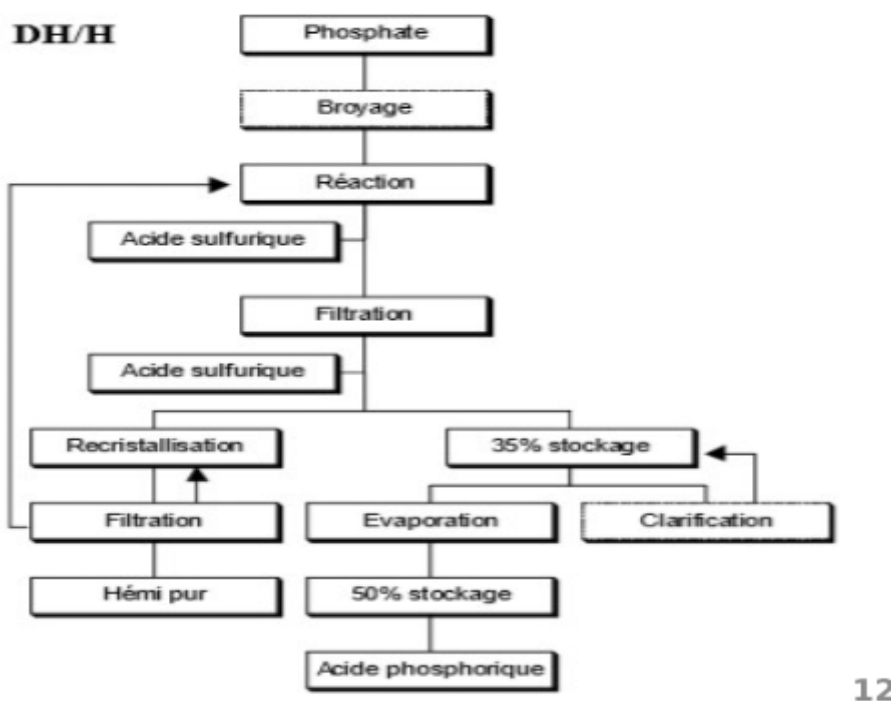 DH/H
Phosphate
Broyage
Réaction
Acide sulfurique
Filtration
Acide sulfurique
Recristallisation
35% stockage
Filtration
Evaporation
Clarification
Hémi pur
50% stockage
Acide phosphorique
12